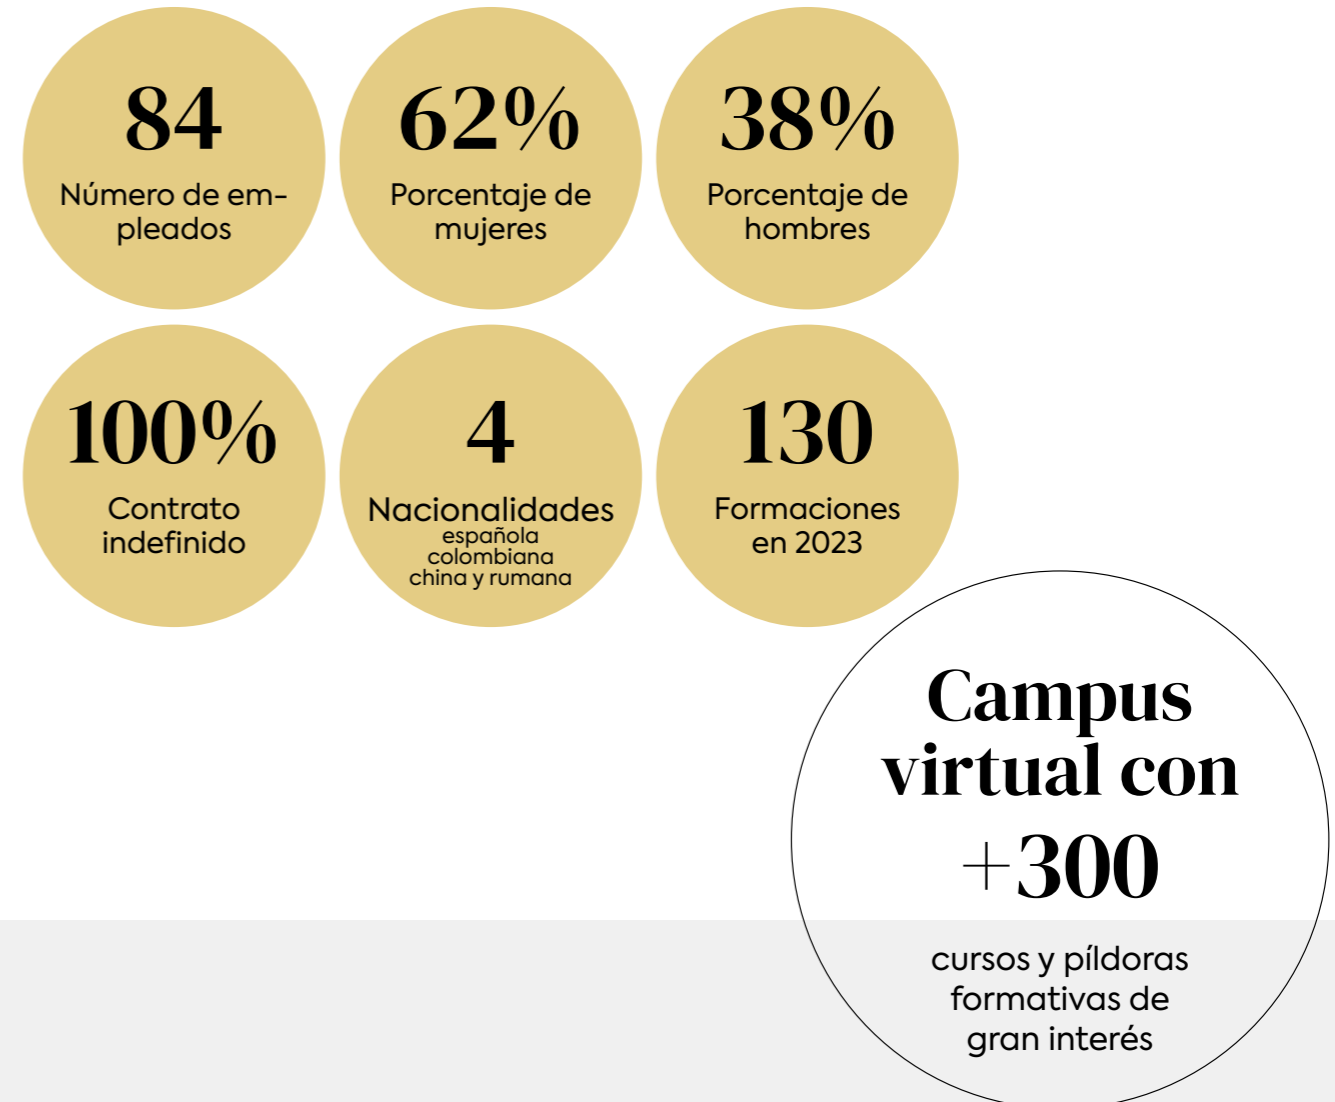 84
Número de em-
pleados
62%
Porcentaje de
mujeres
38%
Porcentaje de
hombres
100%
Contrato
indefinido
4
Nacionalidades
española
colombiana
china y rumana
130
Formaciones
en 2023
Campus
virtual con
+300
cursos y píldoras
formativas de
gran interés